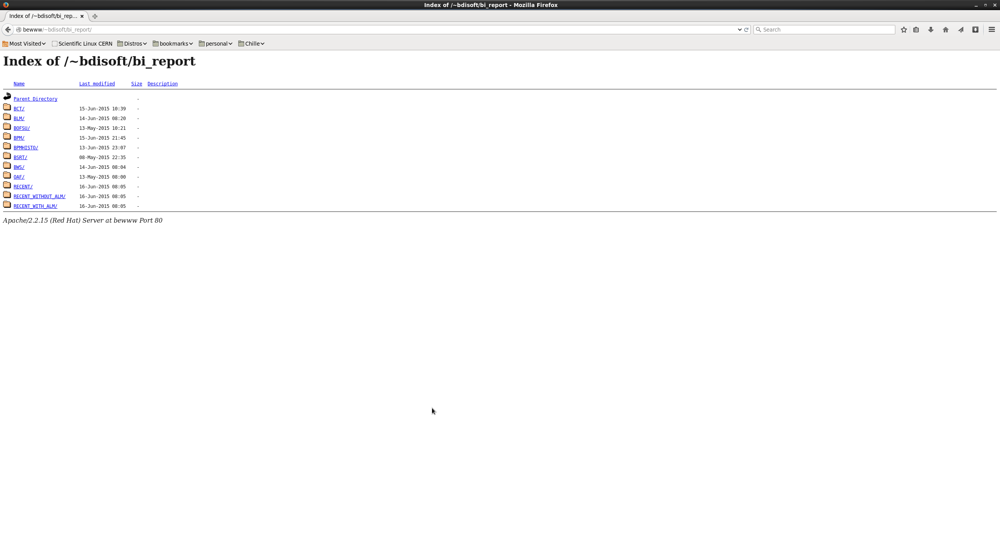 Index of /~bdisoft/bi_report - Mozilla Firefox
Index of /~bdisoft/bi_rep...
bewww/~bdisoft/bi_report/ Search
Most Visited Scientific Linux CERN Distros bookmarks personal Chille
Index of /~bdisoft/bi_report
Name Last modified Size Description
Parent Directory -
BCT/ 15-Jun-2015 10:39 -
BLM/ 14-Jun-2015 08:20 -
BOFSU/ 13-May-2015 10:21 -
BPM/ 15-Jun-2015 21:45 -
BPMHISTO/ 13-Jun-2015 23:07 -
BSRT/ 08-May-2015 22:35 -
BWS/ 14-Jun-2015 08:04 -
OAF/ 13-May-2015 08:00 -
RECENT/ 16-Jun-2015 08:05 -
RECENT_WITHOUT_ALM/ 16-Jun-2015 08:05 -
RECENT_WITH_ALM/ 16-Jun-2015 08:05 -
Apache/2.2.15 (Red Hat) Server at bewww Port 80